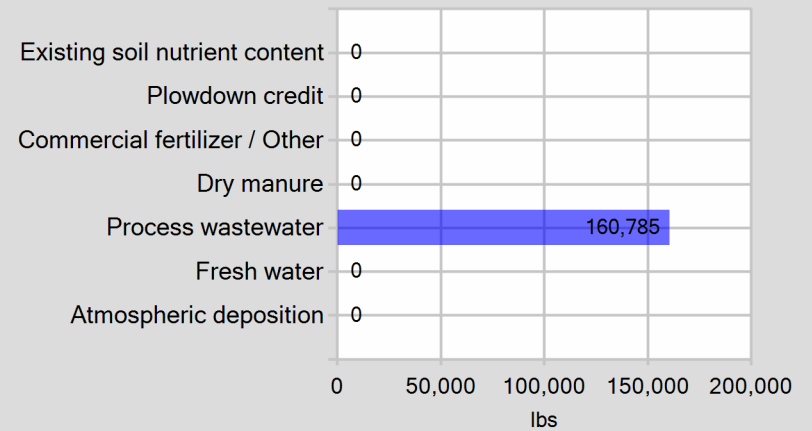 Existing soil nutrient content 0
Plowdown credit 0
Commercial fertilizer / Other 0
Dry manure 0
Process wastewater 160,785
Fresh water 0
Atmospheric deposition 0
0 50,000 100,000 150,000 200,000
lbs